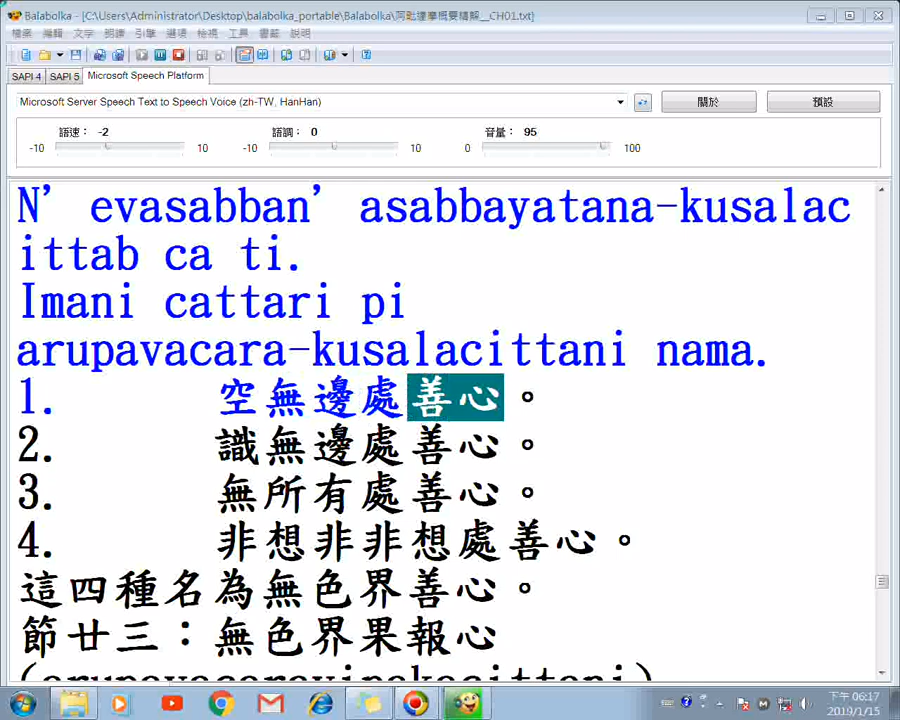 Balabolka - [C:\Users\Administrator\Desktop\balabolka_portable\Balabolka\阿毗達摩概要精解__CH01.txt]
檔案 編輯 文字 朗讀 引擎 選項 檢視 工具 書籤 說明
SAPI 4 SAPI 5 Microsoft Speech Platform
Microsoft Server Speech Text to Speech Voice (zh-TW, HanHan) 關於 預設
語速： -2 語調： 0 音量： 95
-10 10 -10 10 0 100
N’ evasabban’ asabbayatana-kusalac
ittab ca ti.
Imani cattari pi
arupavacara-kusalacittani nama.
1. 空無邊處善心。
2. 識無邊處善心。
3. 無所有處善心。
4. 非想非非想處善心。
這四種名為無色界善心。
節廿三：無色界果報心
(arupavacaravipakacittani)
下午 06:17
2019/1/15